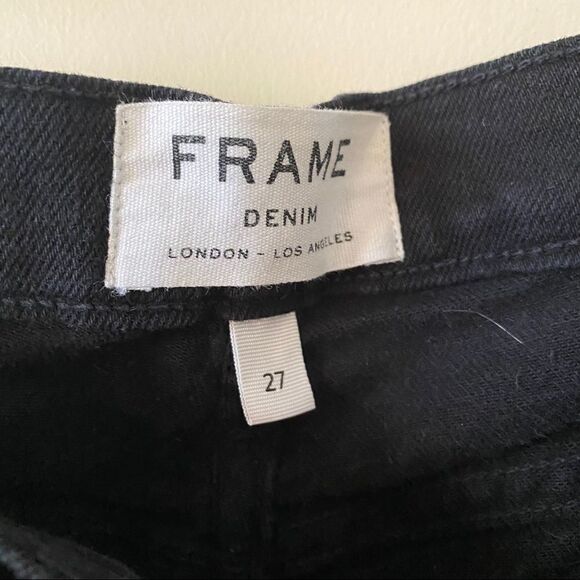 FRAME
DENIM
LONDON - LOS ANGELES
27